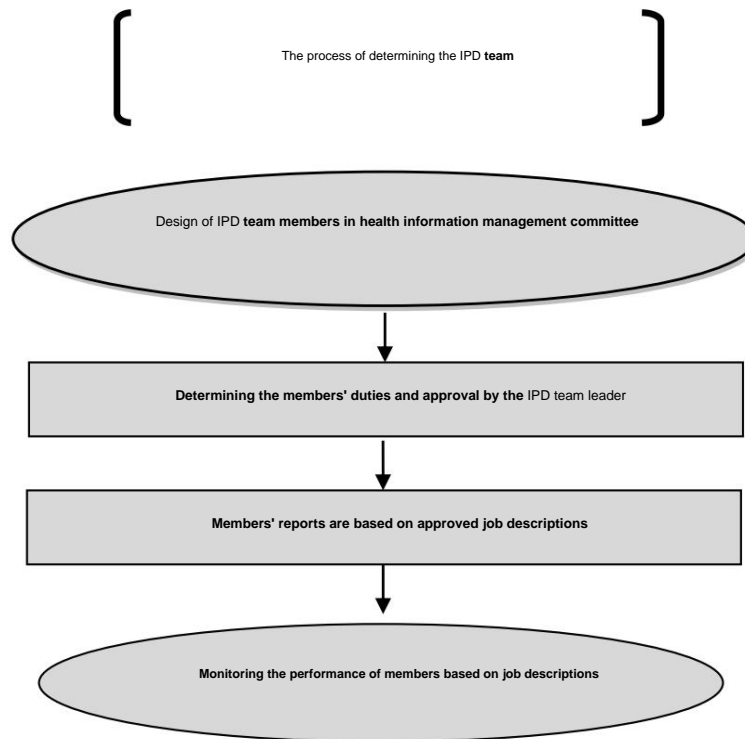 The process of determining the IPD team
Design of IPD team members in health information management committee
Determining the members' duties and approval by the IPD team leader
Members' reports are based on approved job descriptions
Monitoring the performance of members based on job descriptions